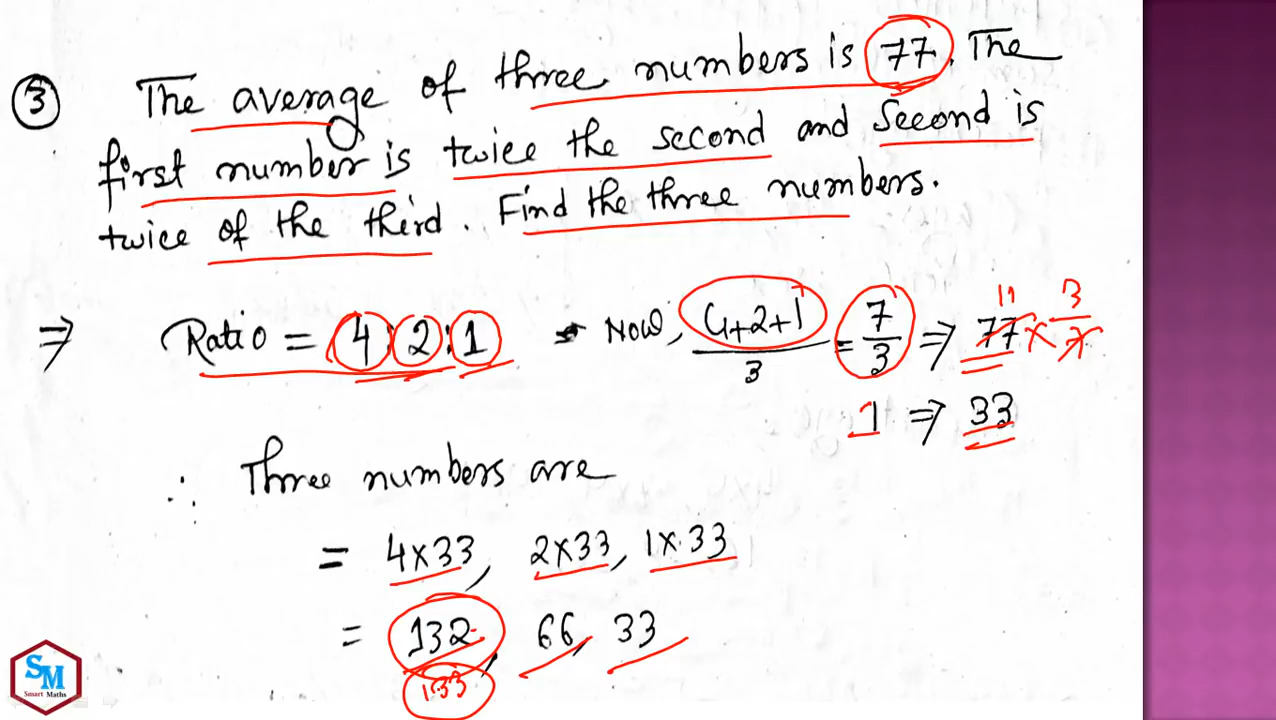 ③ The average of three numbers is 77. The
first number is twice the second and second is
twice of the third. Find the three numbers.
⇒ Ratio = 4:2:1 Now, (4+2+1)/3 = 7/3 ⇒ 77 × 3/7
11 3
1 ⇒ 33
∴ Three numbers are
= 4×33, 2×33, 1×33
= 132, 66, 33
133
SM
Smart Maths